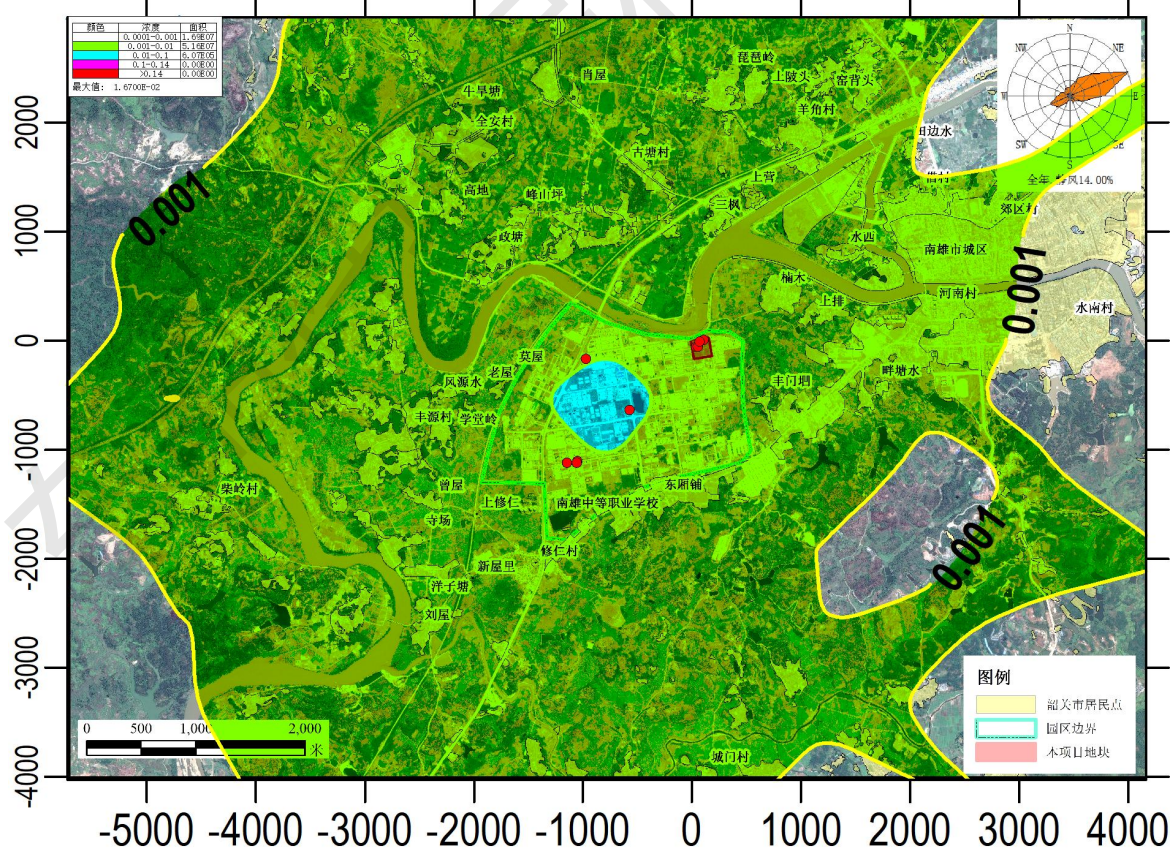 颜色 浓度 面积
0.0001-0.001 1.69E07
0.001-0.01 5.16E07
0.01-0.1 6.07E05
0.1-0.14 0.00E00
>0.14 0.00E00
最大值: 1.6700E-02
N
NW
NE
W
E
SW
SE
S
全年 静风14.00%
琵琶岭
肖屋
上陂头
窑背头
牛旱塘
羊角村
全安村
田边水
古塘村
上营
高地
峰山坪
三枫
郊区村
0.001
政塘
水西
南雄市城区
楠木
河南村
上排
0.001
水南村
莫屋
老屋
风源水
丰门垇
畔塘水
丰源村
学堂岭
柴岭村
曾屋
东厢铺
上修仁
南雄中等职业学校
寺场
0.001
修仁村
新屋里
洋子塘
刘屋
城门村
图例
韶关市居民点
园区边界
本项目地块
0 500 1,000 2,000
米
2000
1000
0
-1000
-2000
-3000
-4000
-5000 -4000 -3000 -2000 -1000 0 1000 2000 3000 4000